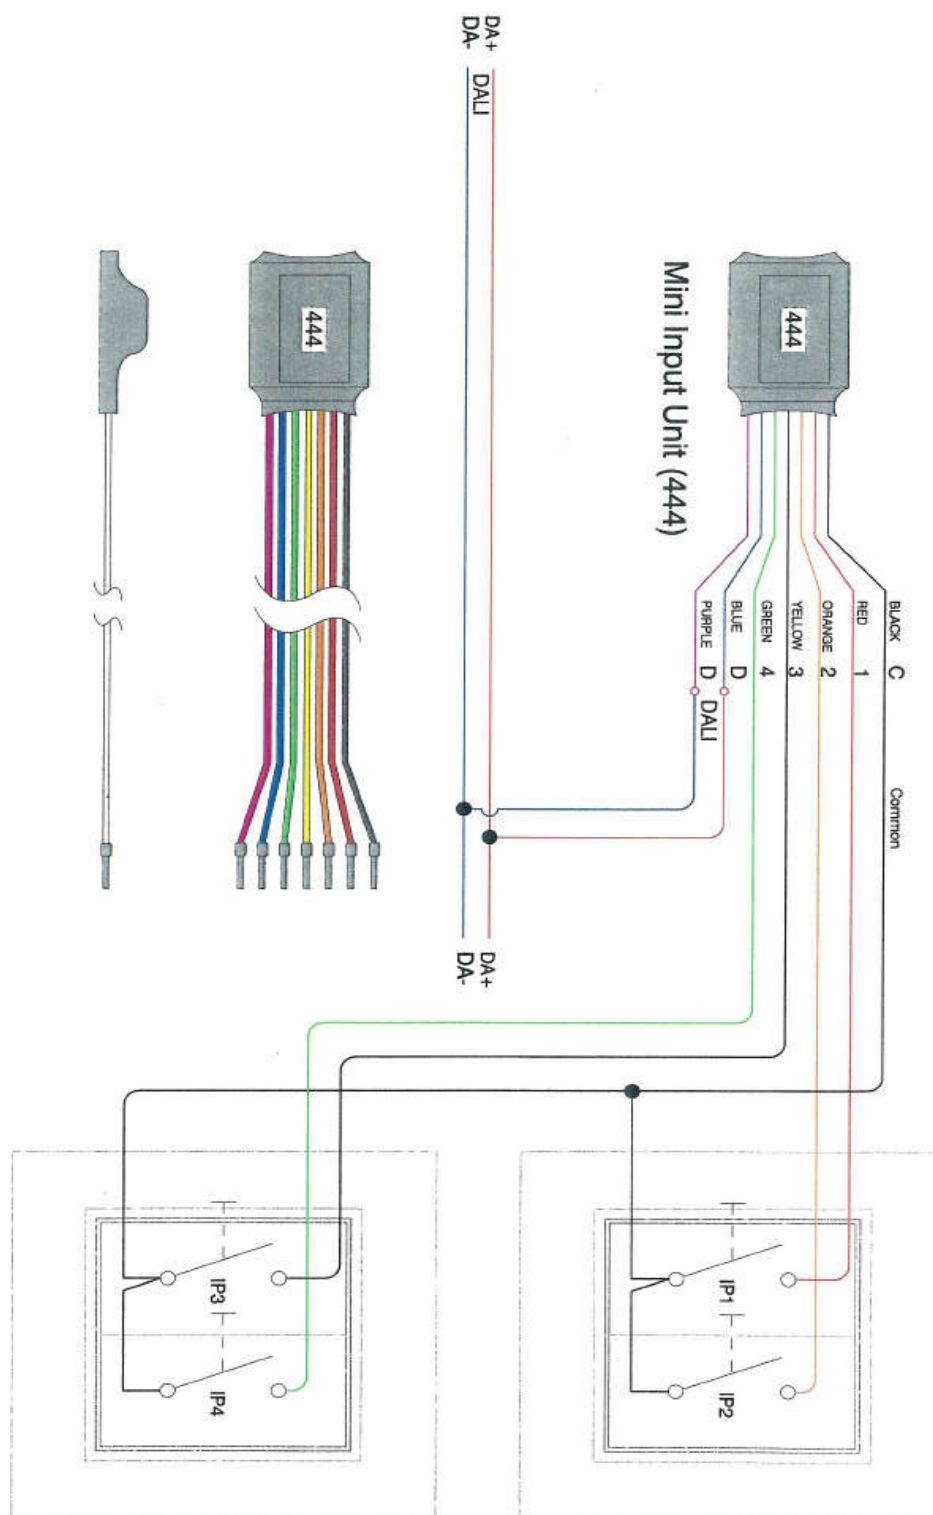 DA+
DA-
DALI
444
Mini Input Unit (444)
BLACK C Common
RED 1
ORANGE 2
YELLOW 3
GREEN 4
BLUE D
PURPLE D
DALI
DA+
DA-
444
IP1
IP2
IP3
IP4